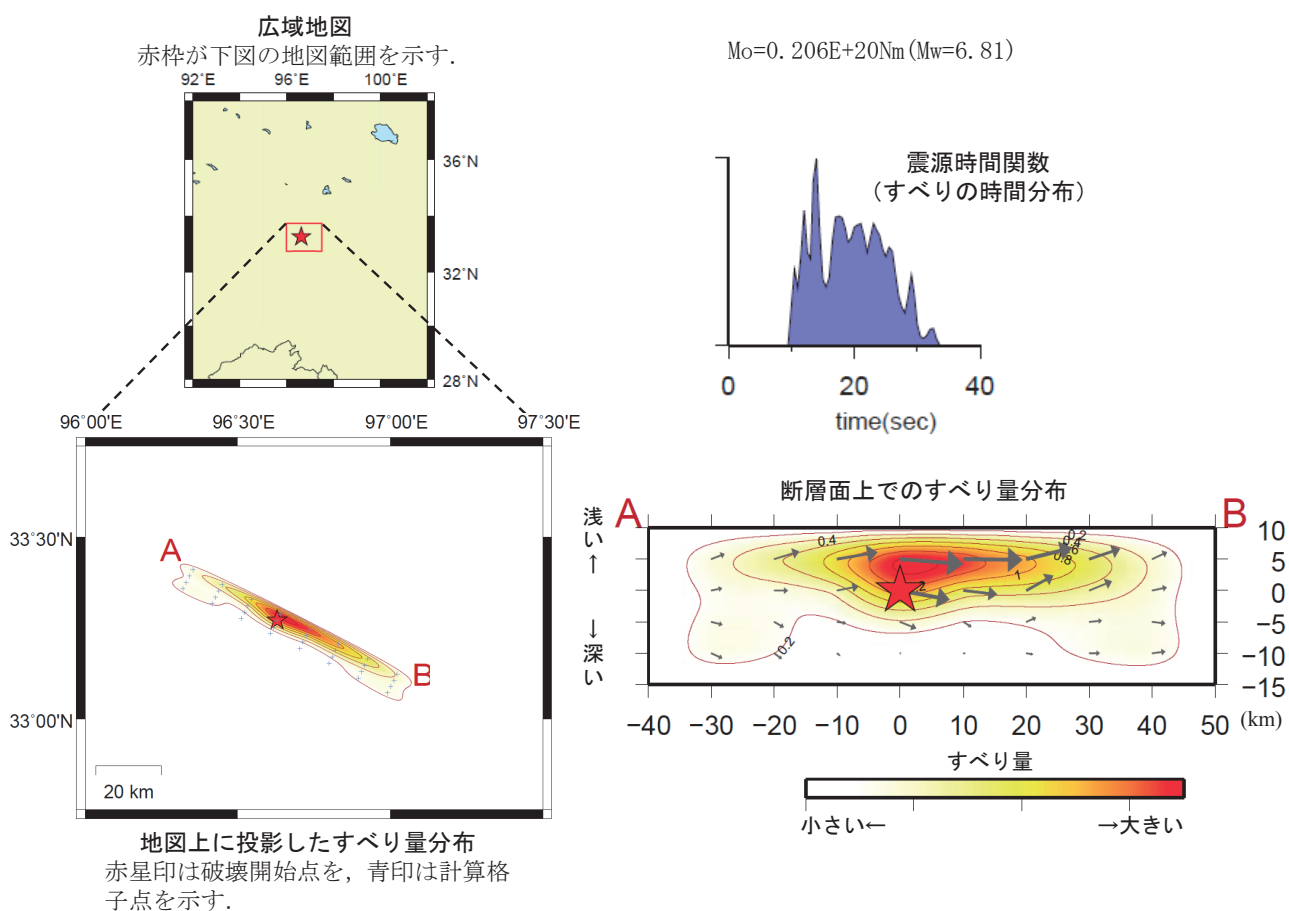 広域地図
赤枠が下図の地図範囲を示す.
92˚E 96˚E 100˚E
36˚N
32˚N
28˚N
Mo=0.206E+20Nm(Mw=6.81)
震源時間関数
(すべりの時間分布)
0 20 40
time(sec)
96˚00'E 96˚30'E 97˚00'E 97˚30'E
33˚30'N
33˚00'N
A
B
20 km
地図上に投影したすべり量分布
赤星印は破壊開始点を, 青印は計算格
子点を示す.
断層面上でのすべり量分布
A B
浅い↑
↓深い
0.4
0.2
0.8
1
2
0.2
10
5
0
−5
−10
−15
−40 −30 −20 −10 0 10 20 30 40 50 (km)
すべり量
小さい← →大きい